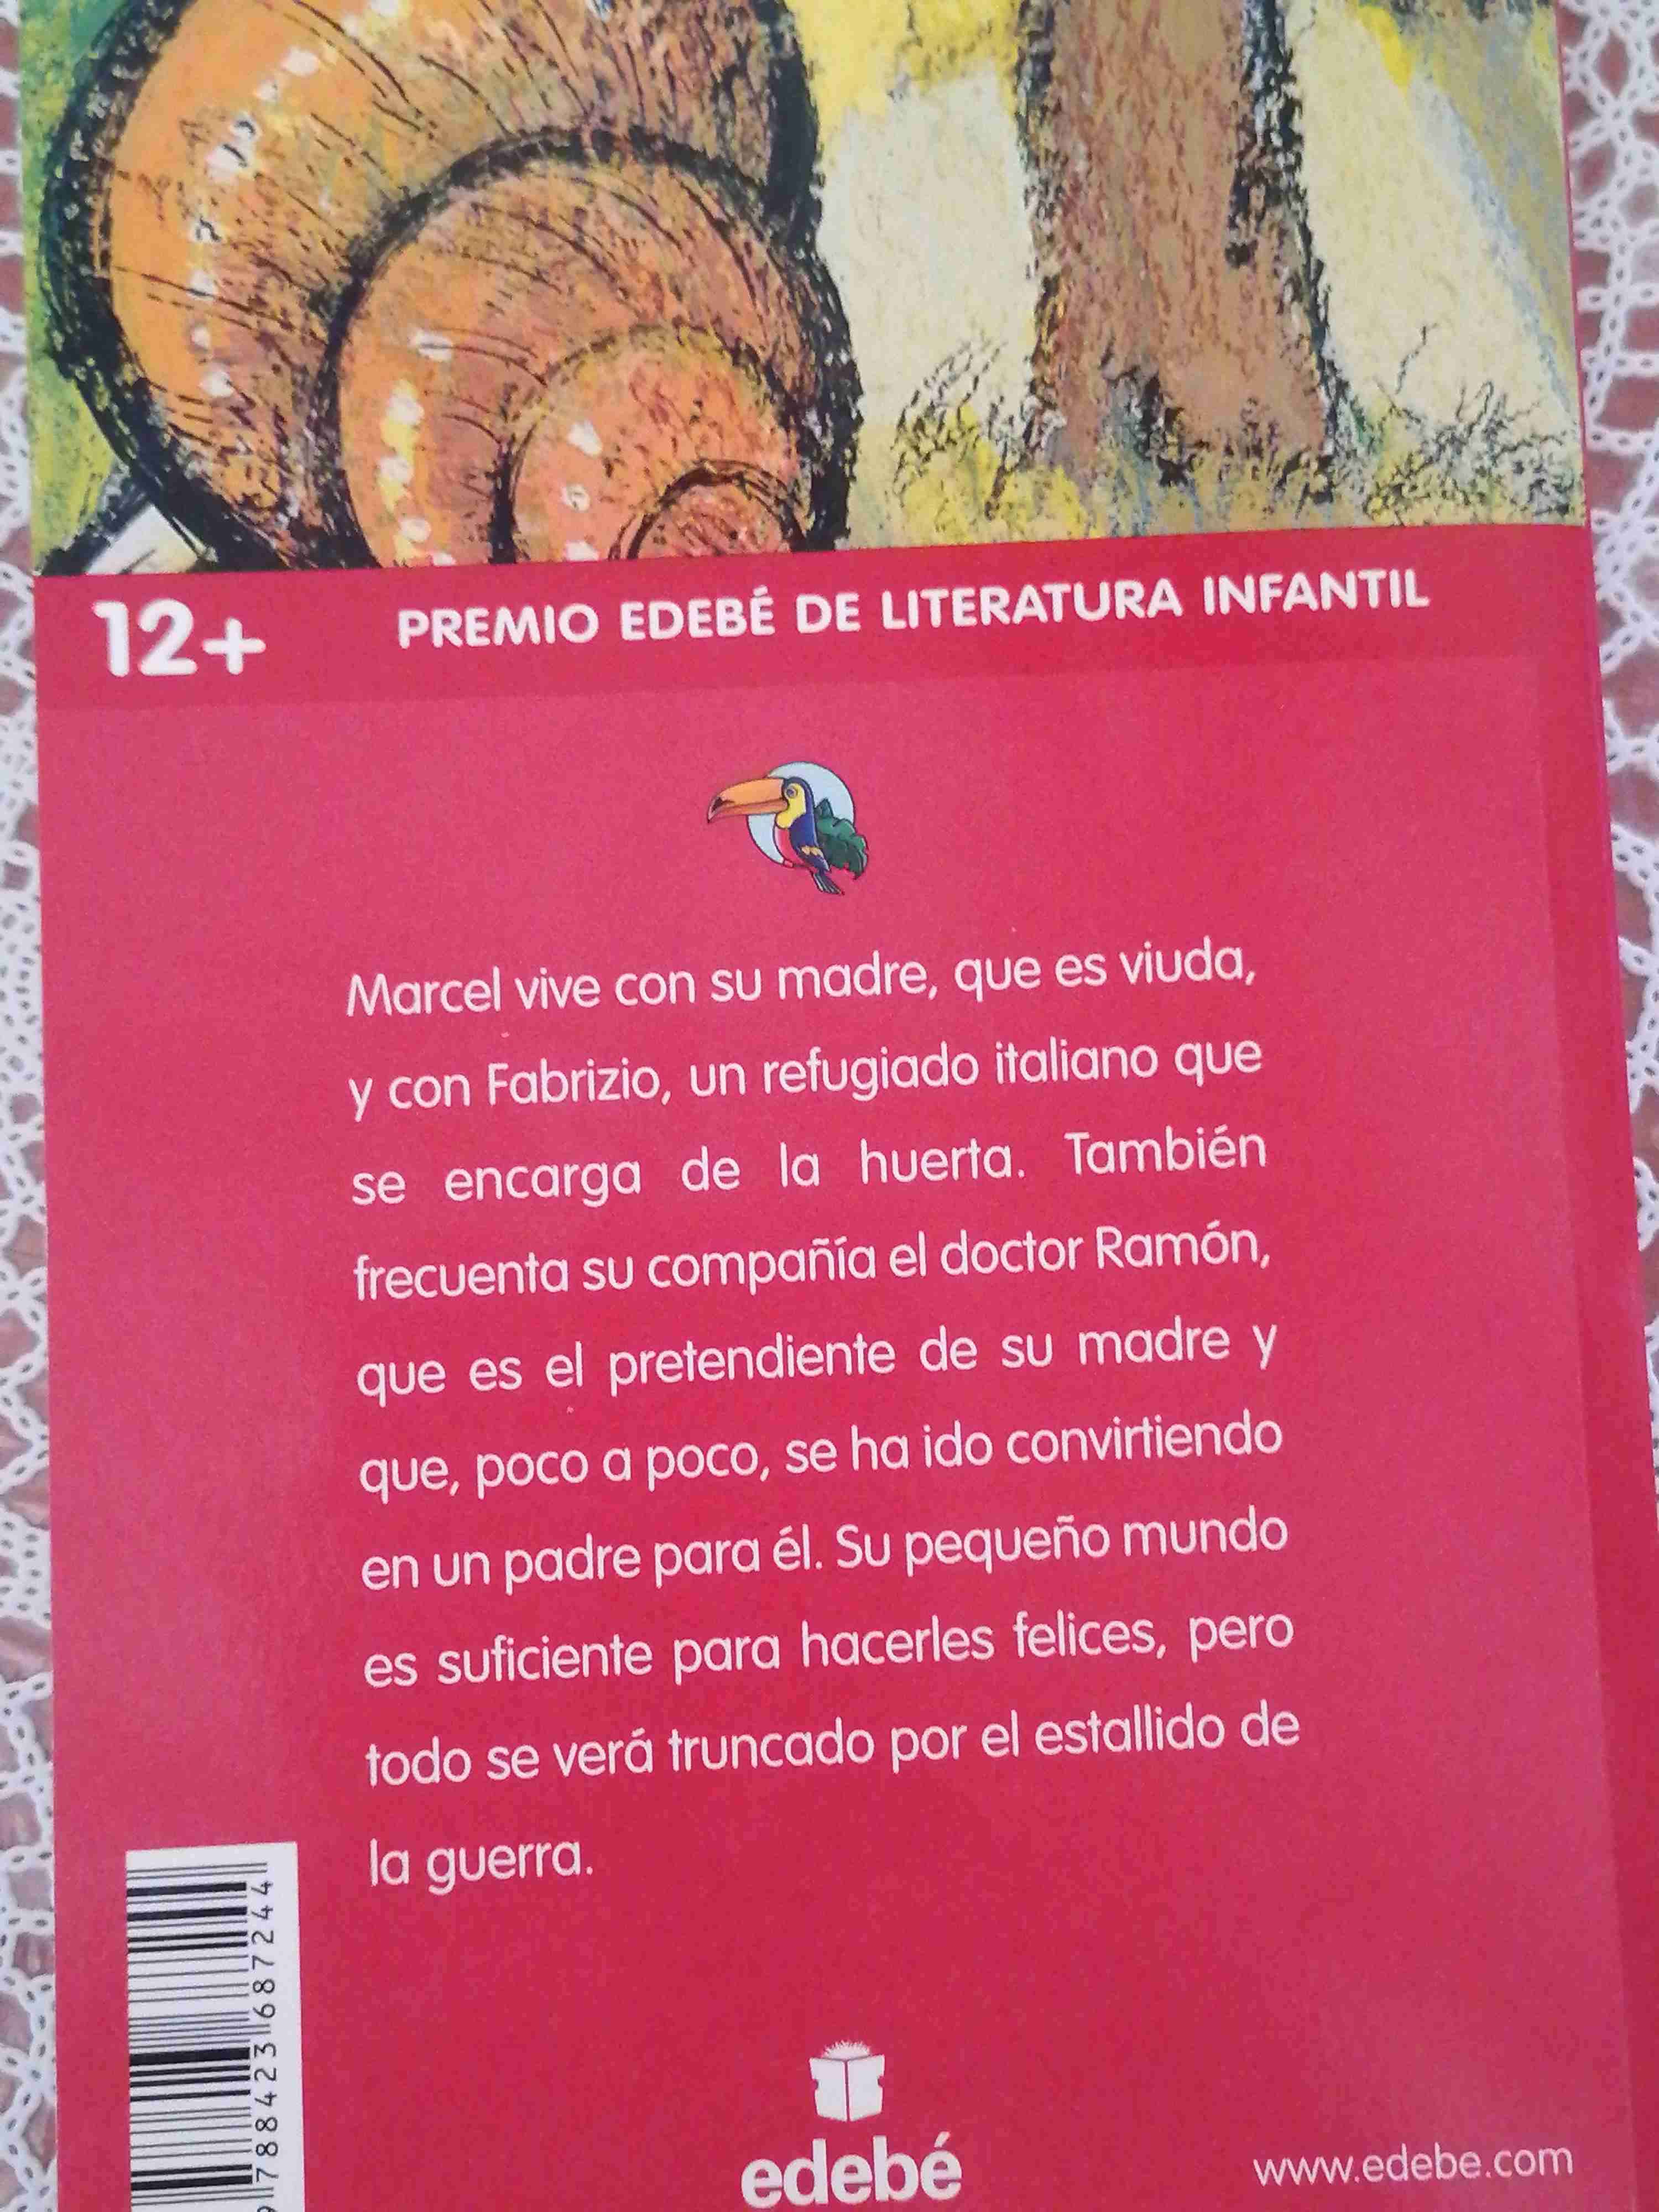 12+
PREMIO EDEBÉ DE LITERATURA INFANTIL
Marcel vive con su madre, que es viuda,
y con Fabrizio, un refugiado italiano que
se encarga de la huerta. También
frecuenta su compañía el doctor Ramón,
que es el pretendiente de su madre y
que, poco a poco, se ha ido convirtiendo
en un padre para él. Su pequeño mundo
es suficiente para hacerles felices, pero
todo se verá truncado por el estallido de
la guerra.
9788423687244
edebé
www.edebe.com